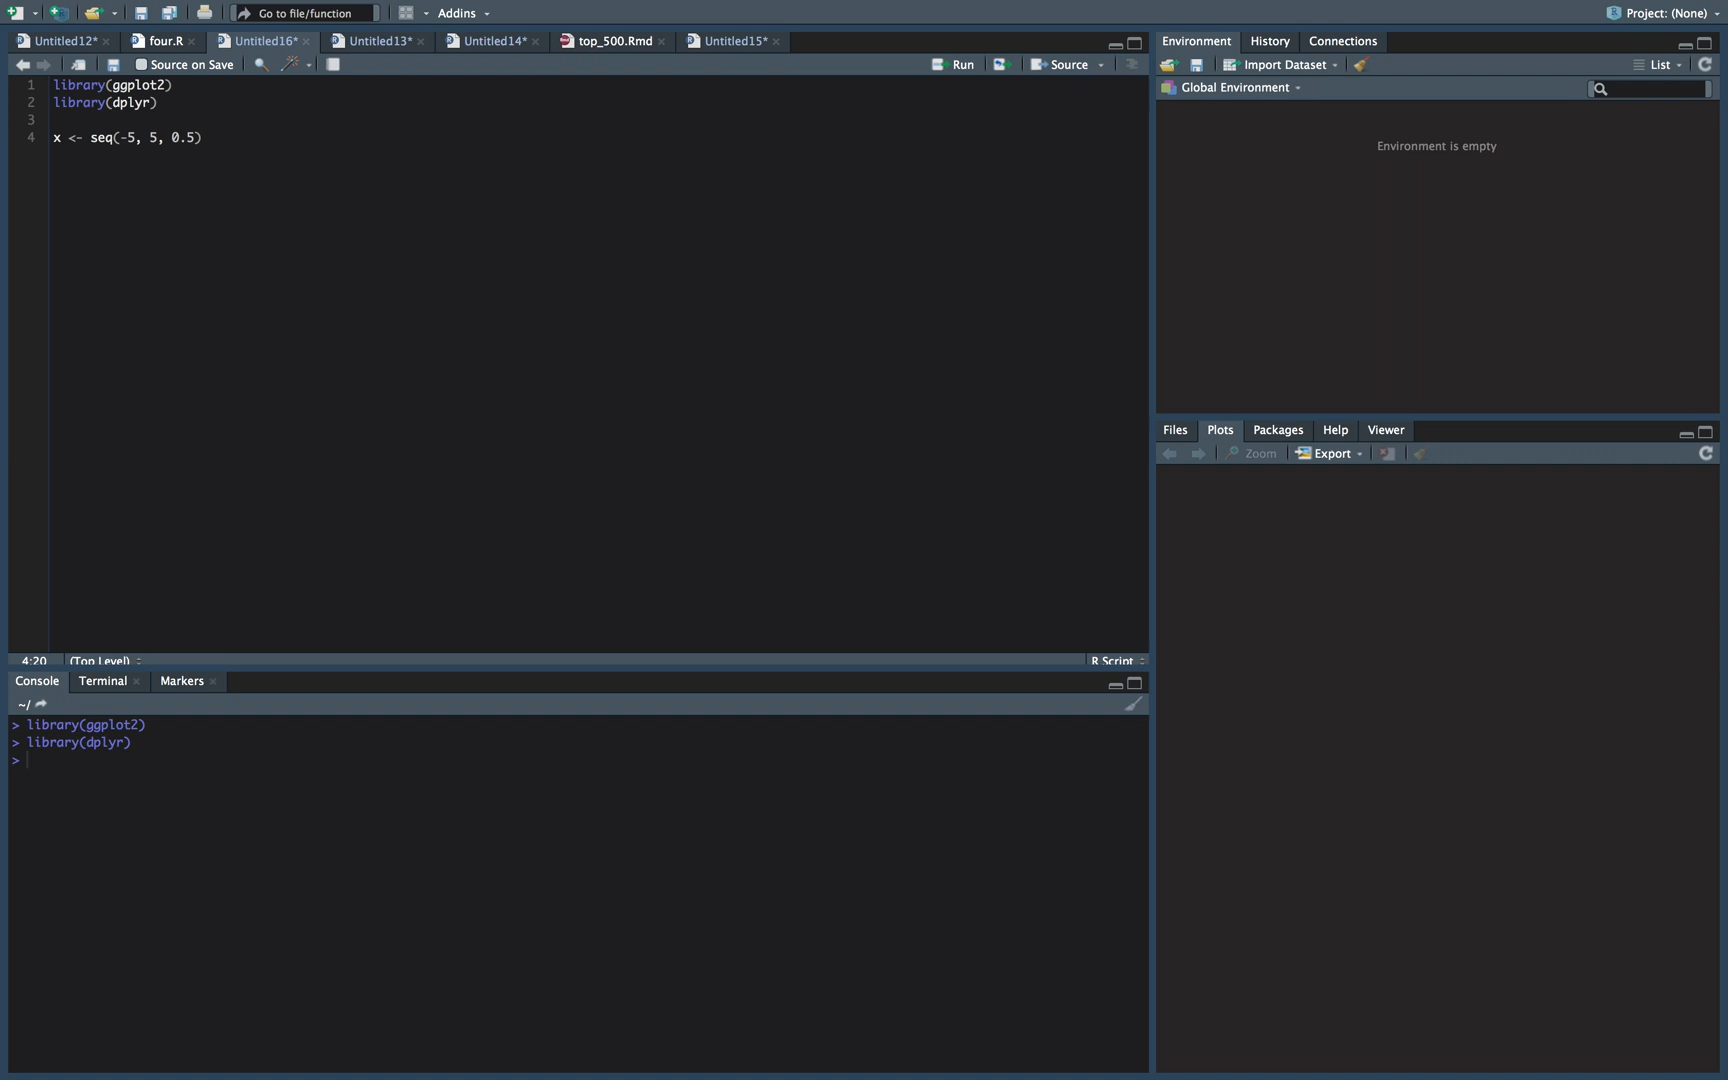 Go to file/function
Addins
Project: (None)
Untitled12*
four.R
Untitled16*
Untitled13*
Untitled14*
top_500.Rmd
Untitled15*
Source on Save
Run
Source
1 library(ggplot2)
2 library(dplyr)
3
4 x <- seq(-5, 5, 0.5)
4:20
(Top Level)
R Script
Console
Terminal
Markers
~/
> library(ggplot2)
> library(dplyr)
>
Environment
History
Connections
Import Dataset
List
Global Environment
Environment is empty
Files
Plots
Packages
Help
Viewer
Zoom
Export